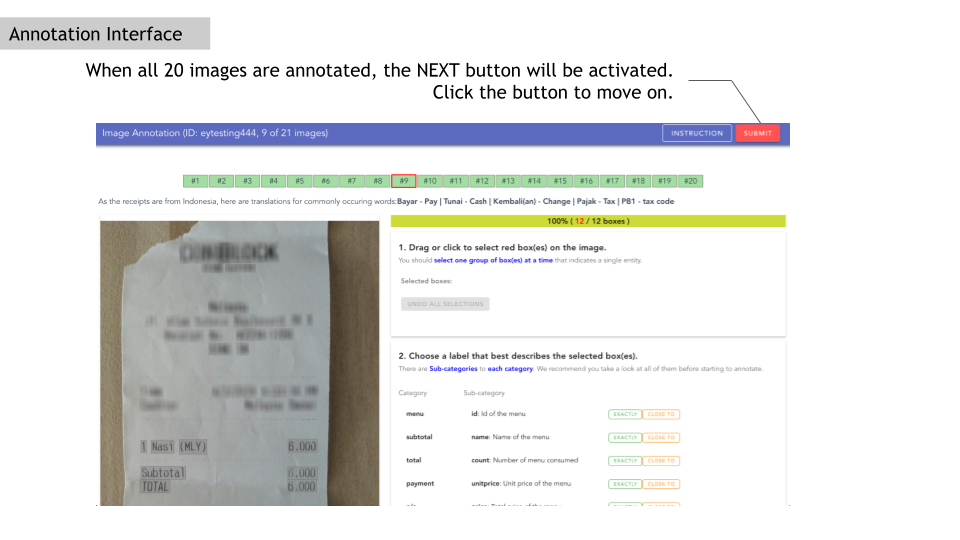 Annotation Interface
When all 20 images are annotated, the NEXT button will be activated.
Click the button to move on.
Image Annotation (ID: eytesting444, 9 of 21 images)
INSTRUCTION
SUBMIT
#1 #2 #3 #4 #5 #6 #7 #8 #9 #10 #11 #12 #13 #14 #15 #16 #17 #18 #19 #20
As the receipts are from Indonesia, here are translations for commonly occuring words:Bayar - Pay | Tunai - Cash | Kembali(an) - Change | Pajak - Tax | PB1 - tax code
100% ( 12 / 12 boxes )
1. Drag or click to select red box(es) on the image.
You should select one group of box(es) at a time that indicates a single entity.
Selected boxes:
UNDO ALL SELECTIONS
2. Choose a label that best describes the selected box(es).
There are Sub-categories to each category. We recommend you take a look at all of them before starting to annotate.
Category Sub-category
menu id: Id of the menu EXACTLY CLOSE TO
subtotal name: Name of the menu EXACTLY CLOSE TO
total count: Number of menu consumed EXACTLY CLOSE TO
payment unitprice: Unit price of the menu EXACTLY CLOSE TO
1 Nasi (MLY) 6.000
Subtotal 6.000
TOTAL 6.000